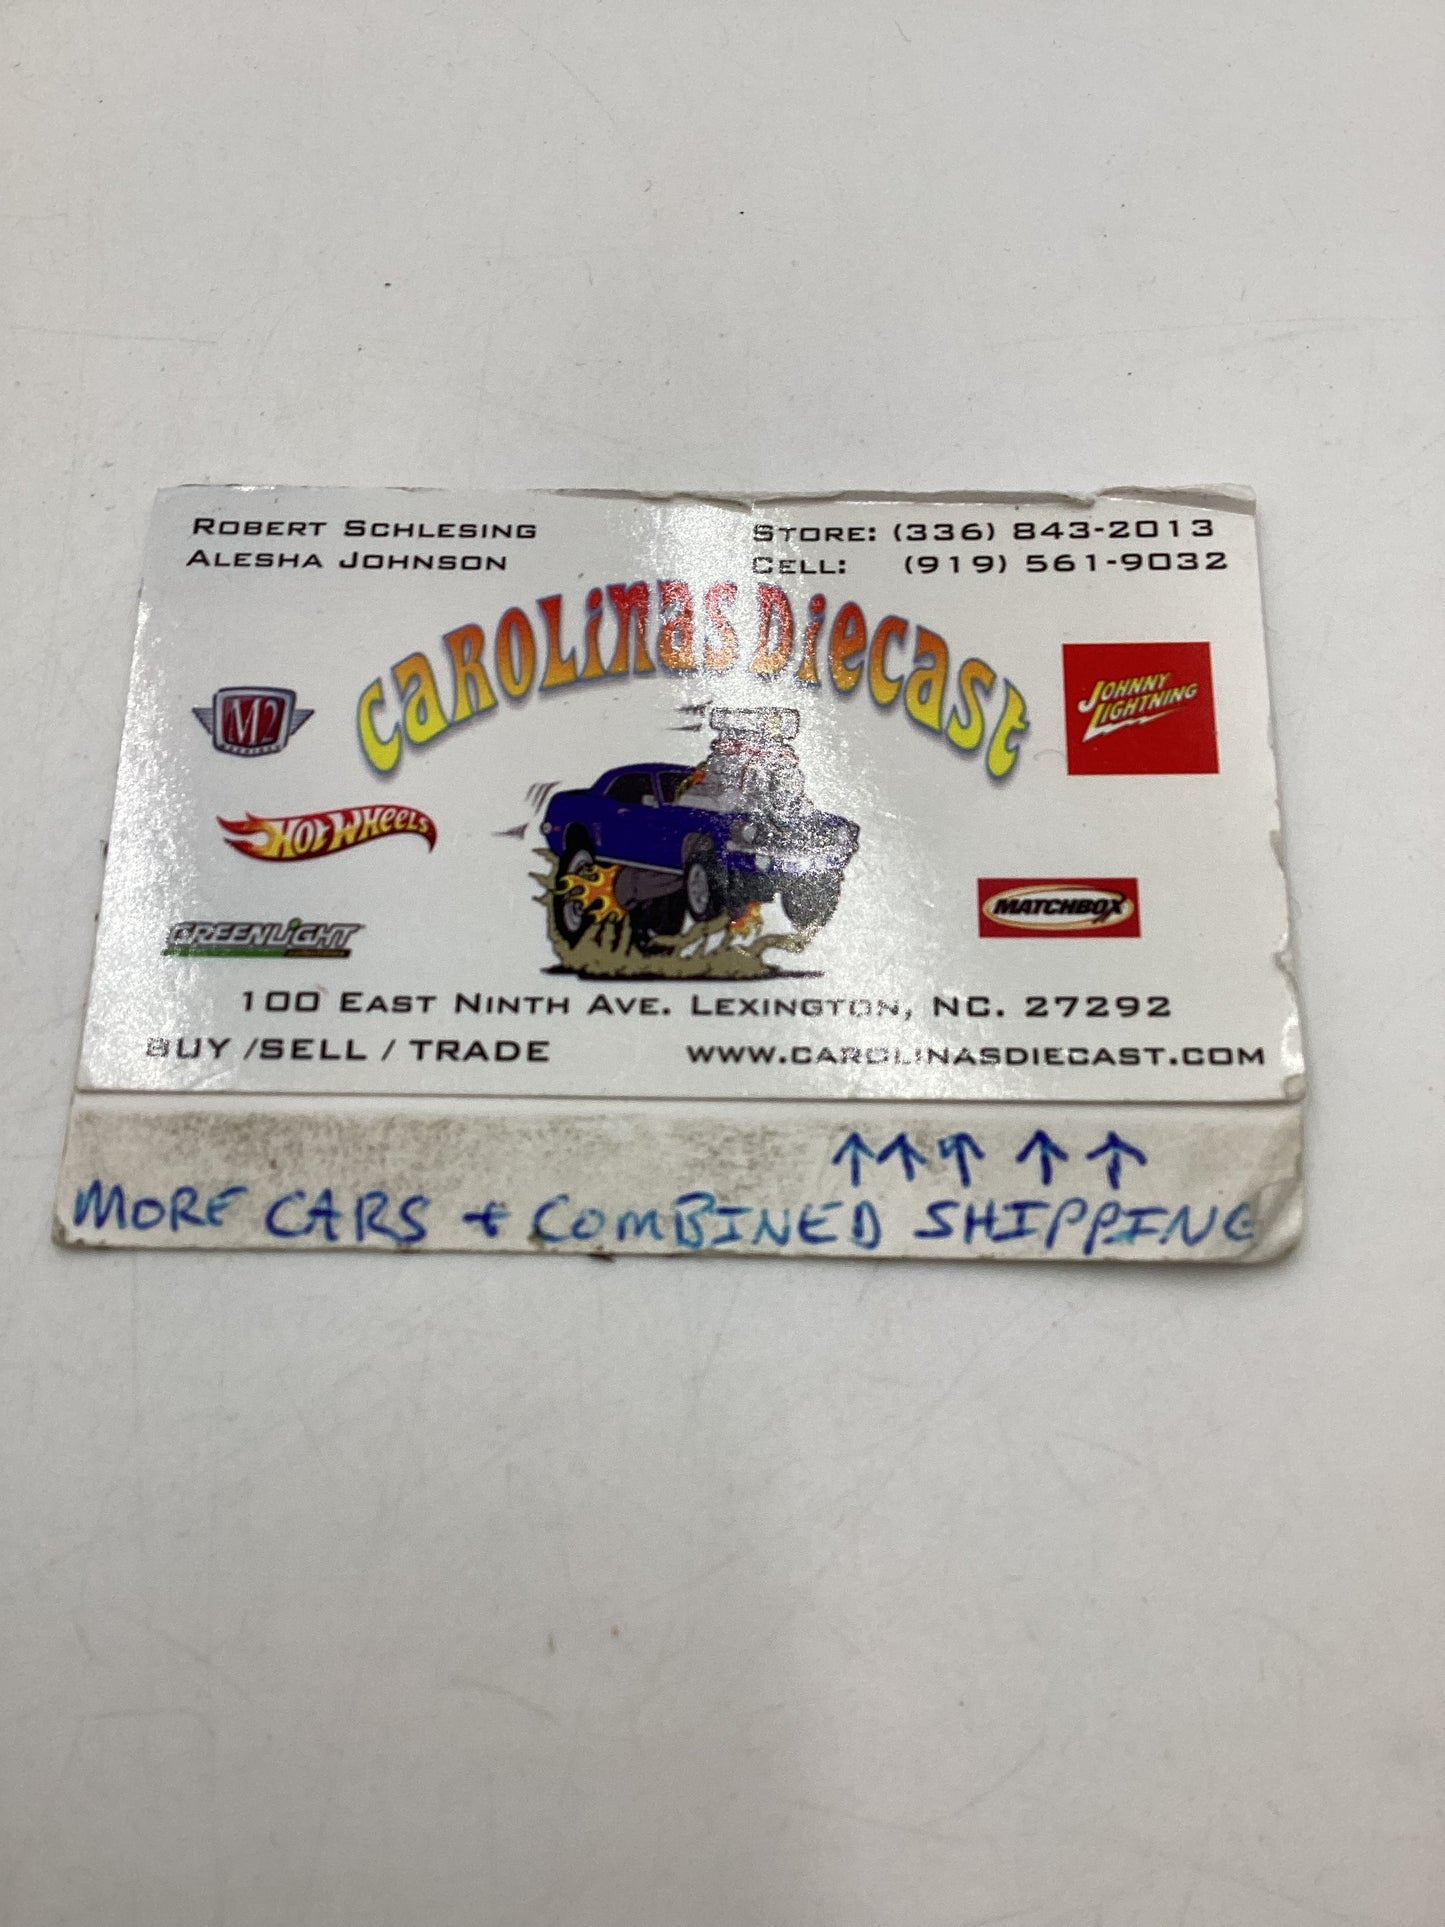 ROBERT SCHLESING
ALESHA JOHNSON
STORE: (336) 843-2013
CELL: (919) 561-9032
CAROLINAS DIECAST
M2
JOHNNY LIGHTNING
HOT WHEELS
MATCHBOX
GREENLIGHT
100 EAST NINTH AVE. LEXINGTON, NC. 27292
BUY /SELL / TRADE
WWW.CAROLINASDIECAST.COM
↑↑↑↑↑
MORE CARS + COMBINED SHIPPING